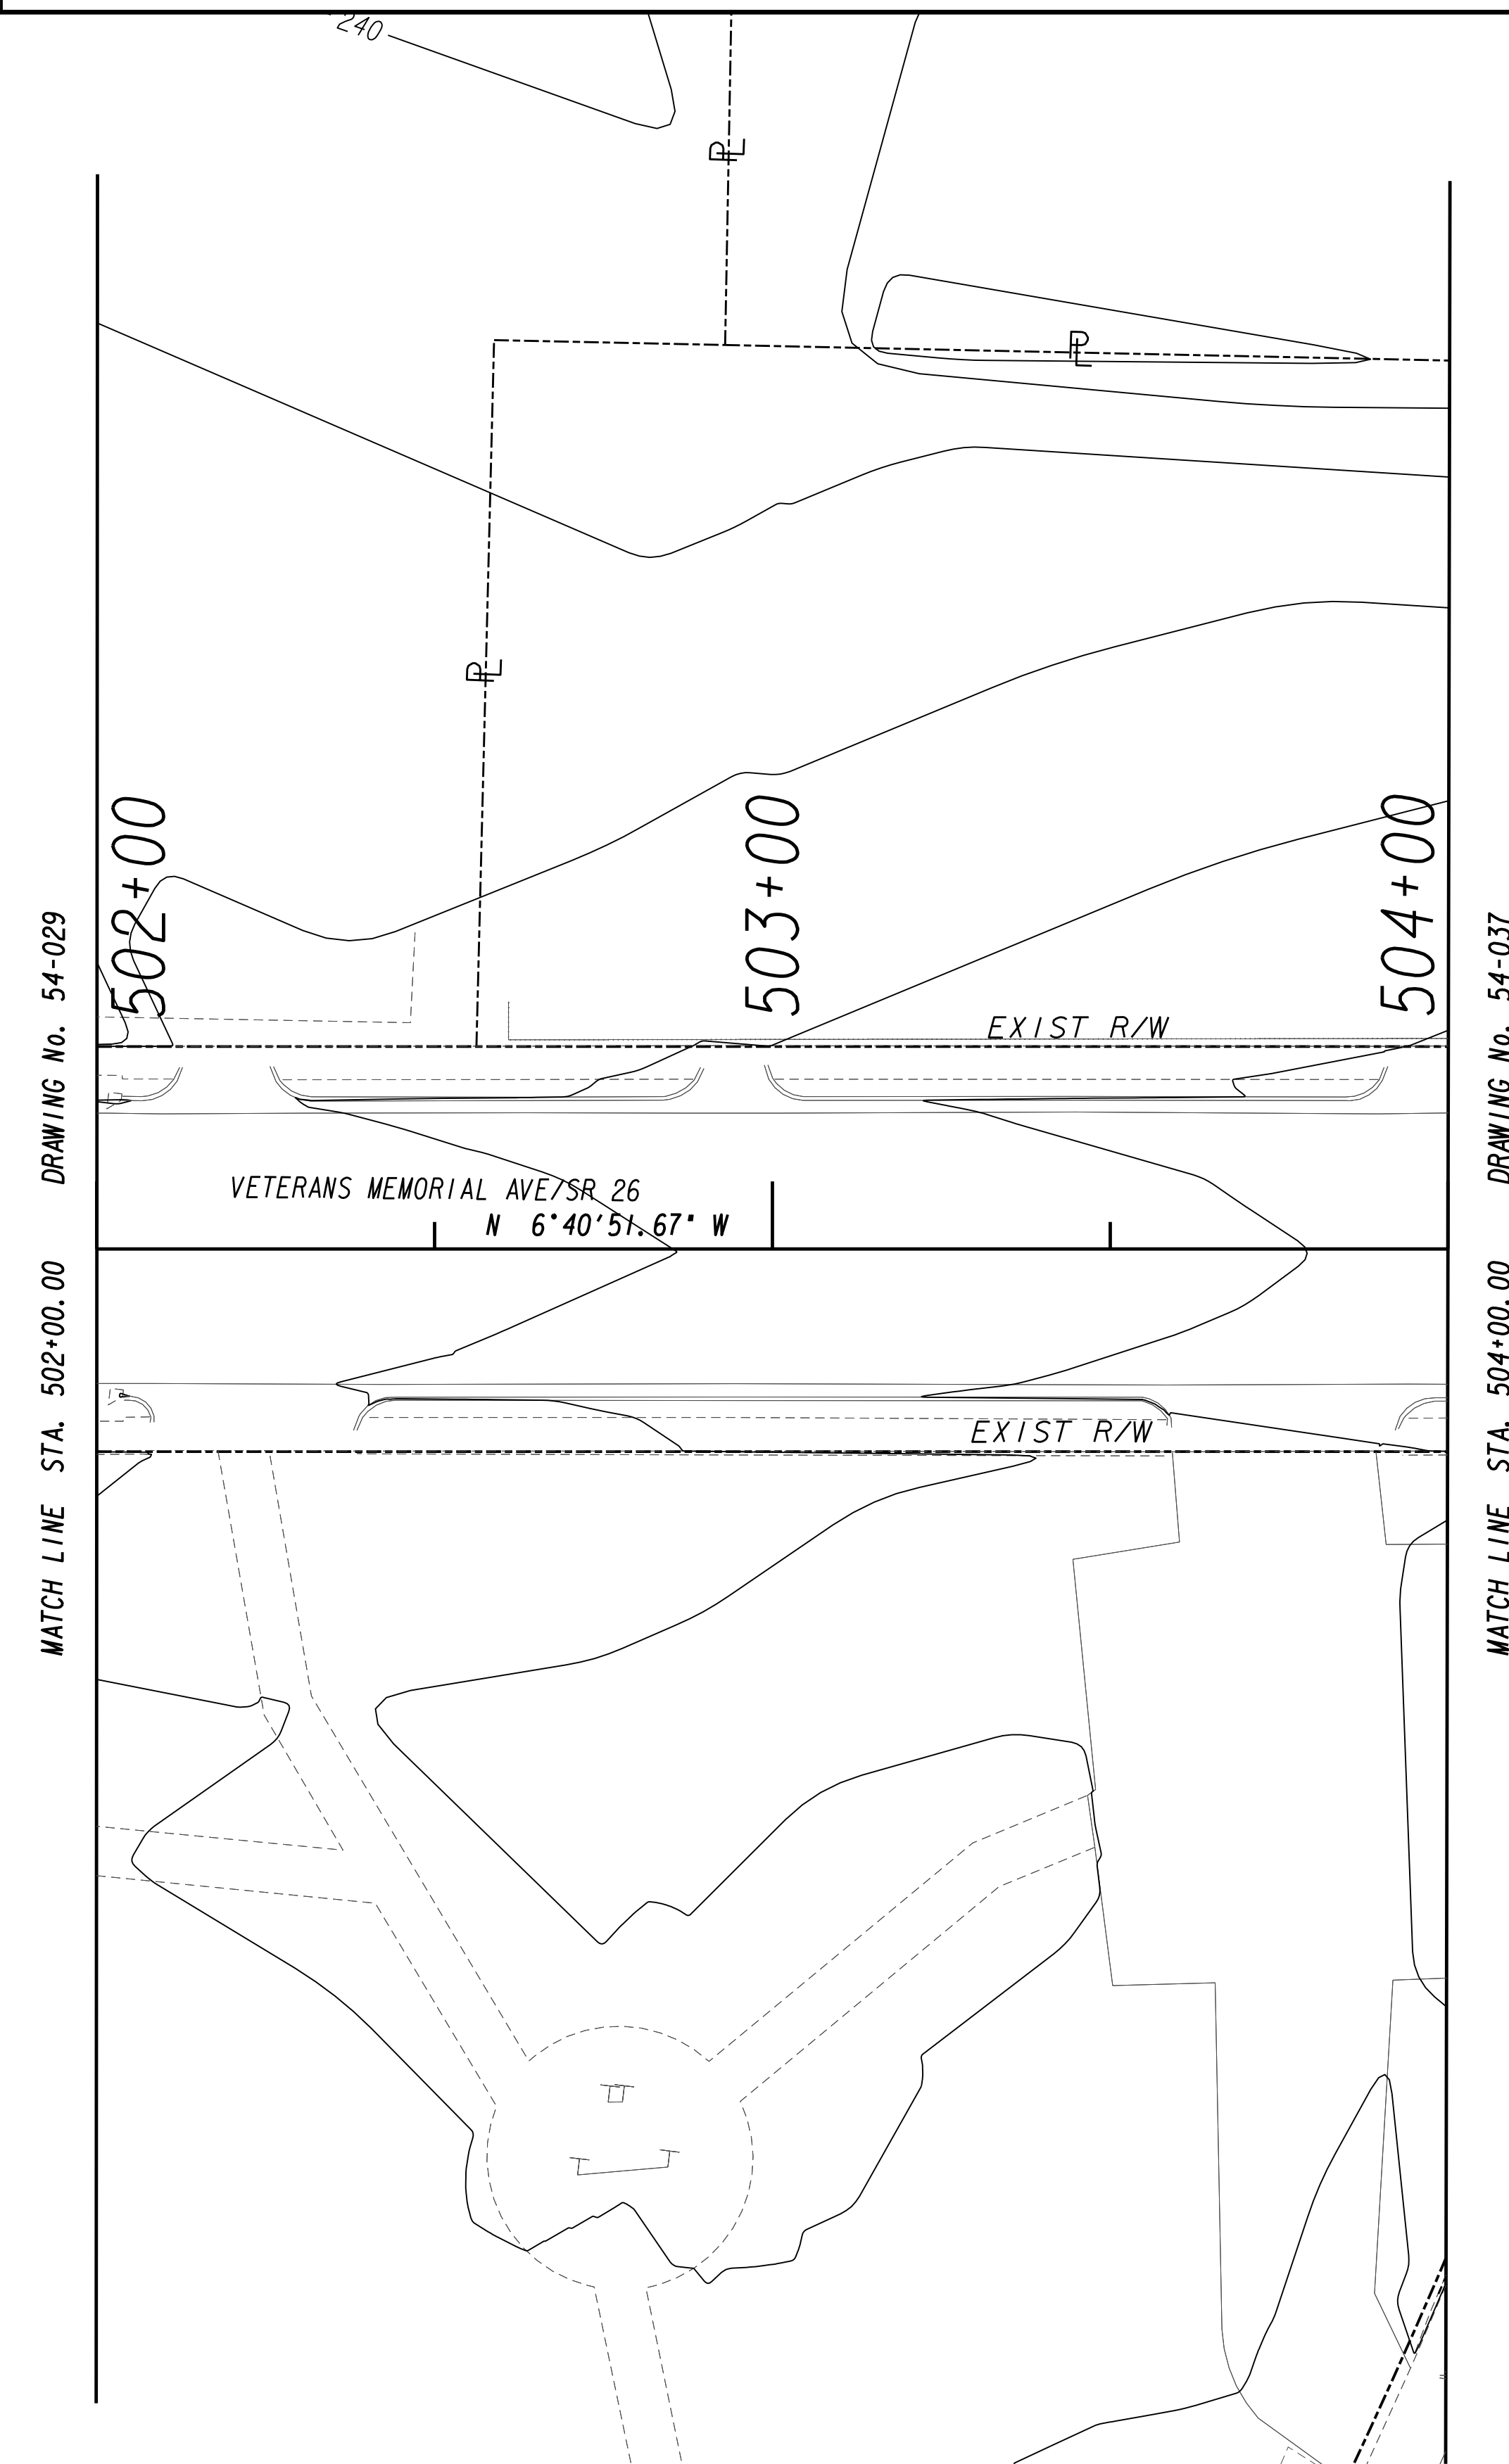 240
PL
PL
PL
502+00
503+00
504+00
EXIST R/W
VETERANS MEMORIAL AVE/SR 26
N 6°40'51.67" W
EXIST R/W
MATCH LINE STA. 502+00.00 DRAWING No. 54-029
MATCH LINE STA. 504+00.00 DRAWING No. 54-037